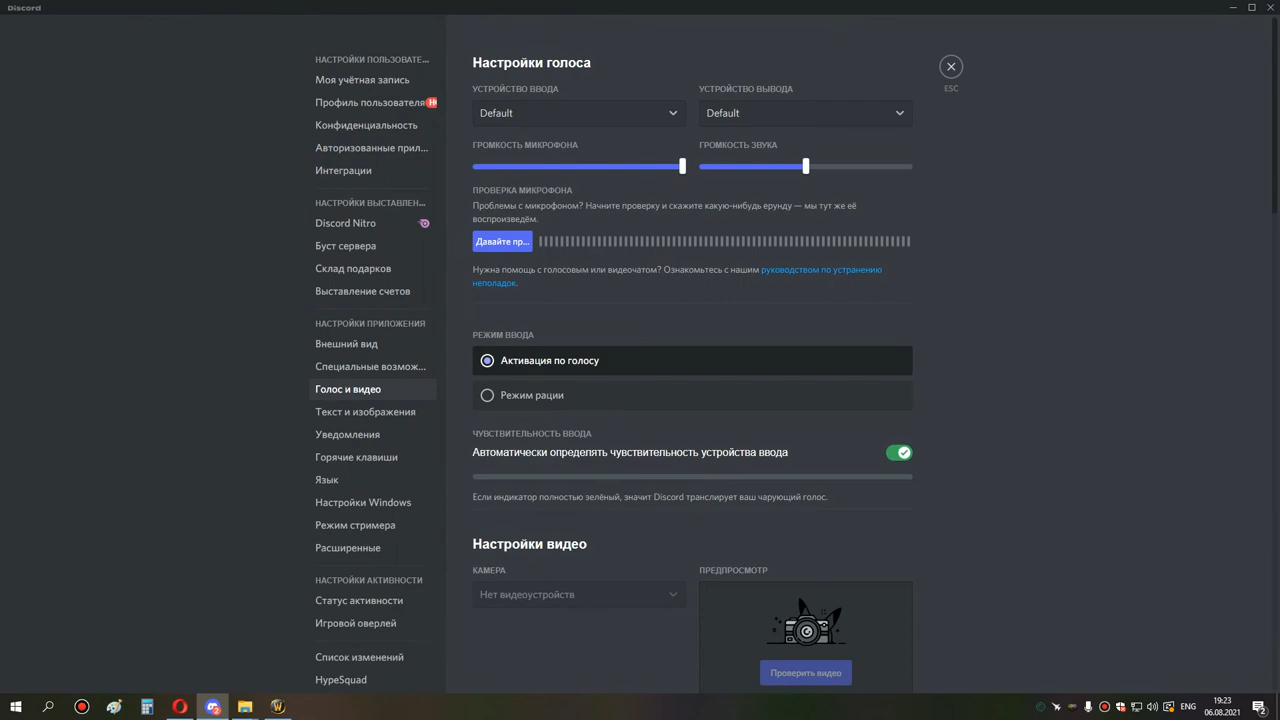 Discord
НАСТРОЙКИ ПОЛЬЗОВАТЕ...
Моя учётная запись
Профиль пользователя
Конфиденциальность
Авторизованные прил...
Интеграции
НАСТРОЙКИ ВЫСТАВЛЕН...
Discord Nitro
Буст сервера
Склад подарков
Выставление счетов
НАСТРОЙКИ ПРИЛОЖЕНИЯ
Внешний вид
Специальные возмож...
Голос и видео
Текст и изображения
Уведомления
Горячие клавиши
Язык
Настройки Windows
Режим стримера
Расширенные
НАСТРОЙКИ АКТИВНОСТИ
Статус активности
Игровой оверлей
Список изменений
HypeSquad
Настройки голоса
ESC
УСТРОЙСТВО ВВОДА
УСТРОЙСТВО ВЫВОДА
Default
Default
ГРОМКОСТЬ МИКРОФОНА
ГРОМКОСТЬ ЗВУКА
ПРОВЕРКА МИКРОФОНА
Проблемы с микрофоном? Начните проверку и скажите какую-нибудь ерунду — мы тут же её
воспроизведём.
Давайте пр...
Нужна помощь с голосовым или видеочатом? Ознакомьтесь с нашим руководством по устранению
неполадок.
РЕЖИМ ВВОДА
Активация по голосу
Режим рации
ЧУВСТВИТЕЛЬНОСТЬ ВВОДА
Автоматически определять чувствительность устройства ввода
Если индикатор полностью зелёный, значит Discord транслирует ваш чарующий голос.
Настройки видео
КАМЕРА
ПРЕДПРОСМОТР
Нет видеоустройств
Проверить видео
ENG
19:23
06.08.2021
2